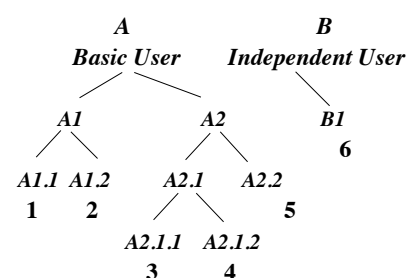 A B
Basic User Independent User
A1 A2 B1
6
A1.1 A1.2 A2.1 A2.2
1 2 5
A2.1.1 A2.1.2
3 4